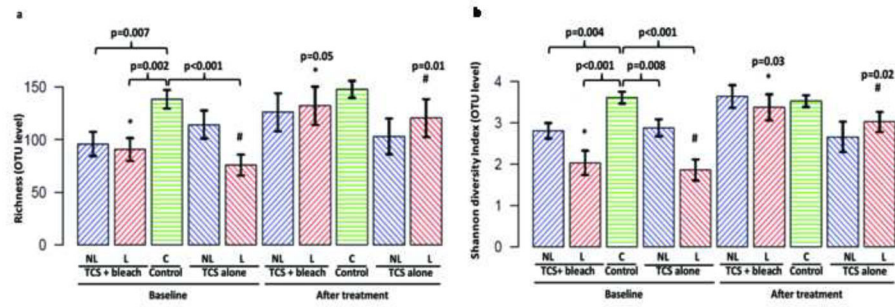 a
p=0.007
p=0.002
p<0.001
p=0.05
p=0.01
*
#
*
#
Richness (OTU level)
150
100
50
0
NL L C NL L NL L C NL L
TCS + bleach Control TCS alone TCS + bleach Control TCS alone
Baseline After treatment
b
p=0.004
p<0.001
p<0.001
p=0.008
p=0.03
p=0.02
*
#
*
#
Shannon diversity Index (OTU level)
4
3
2
1
0
NL L C NL L NL L C NL L
TCS+ bleach Control TCS alone TCS + bleach Control TCS alone
Baseline After treatment